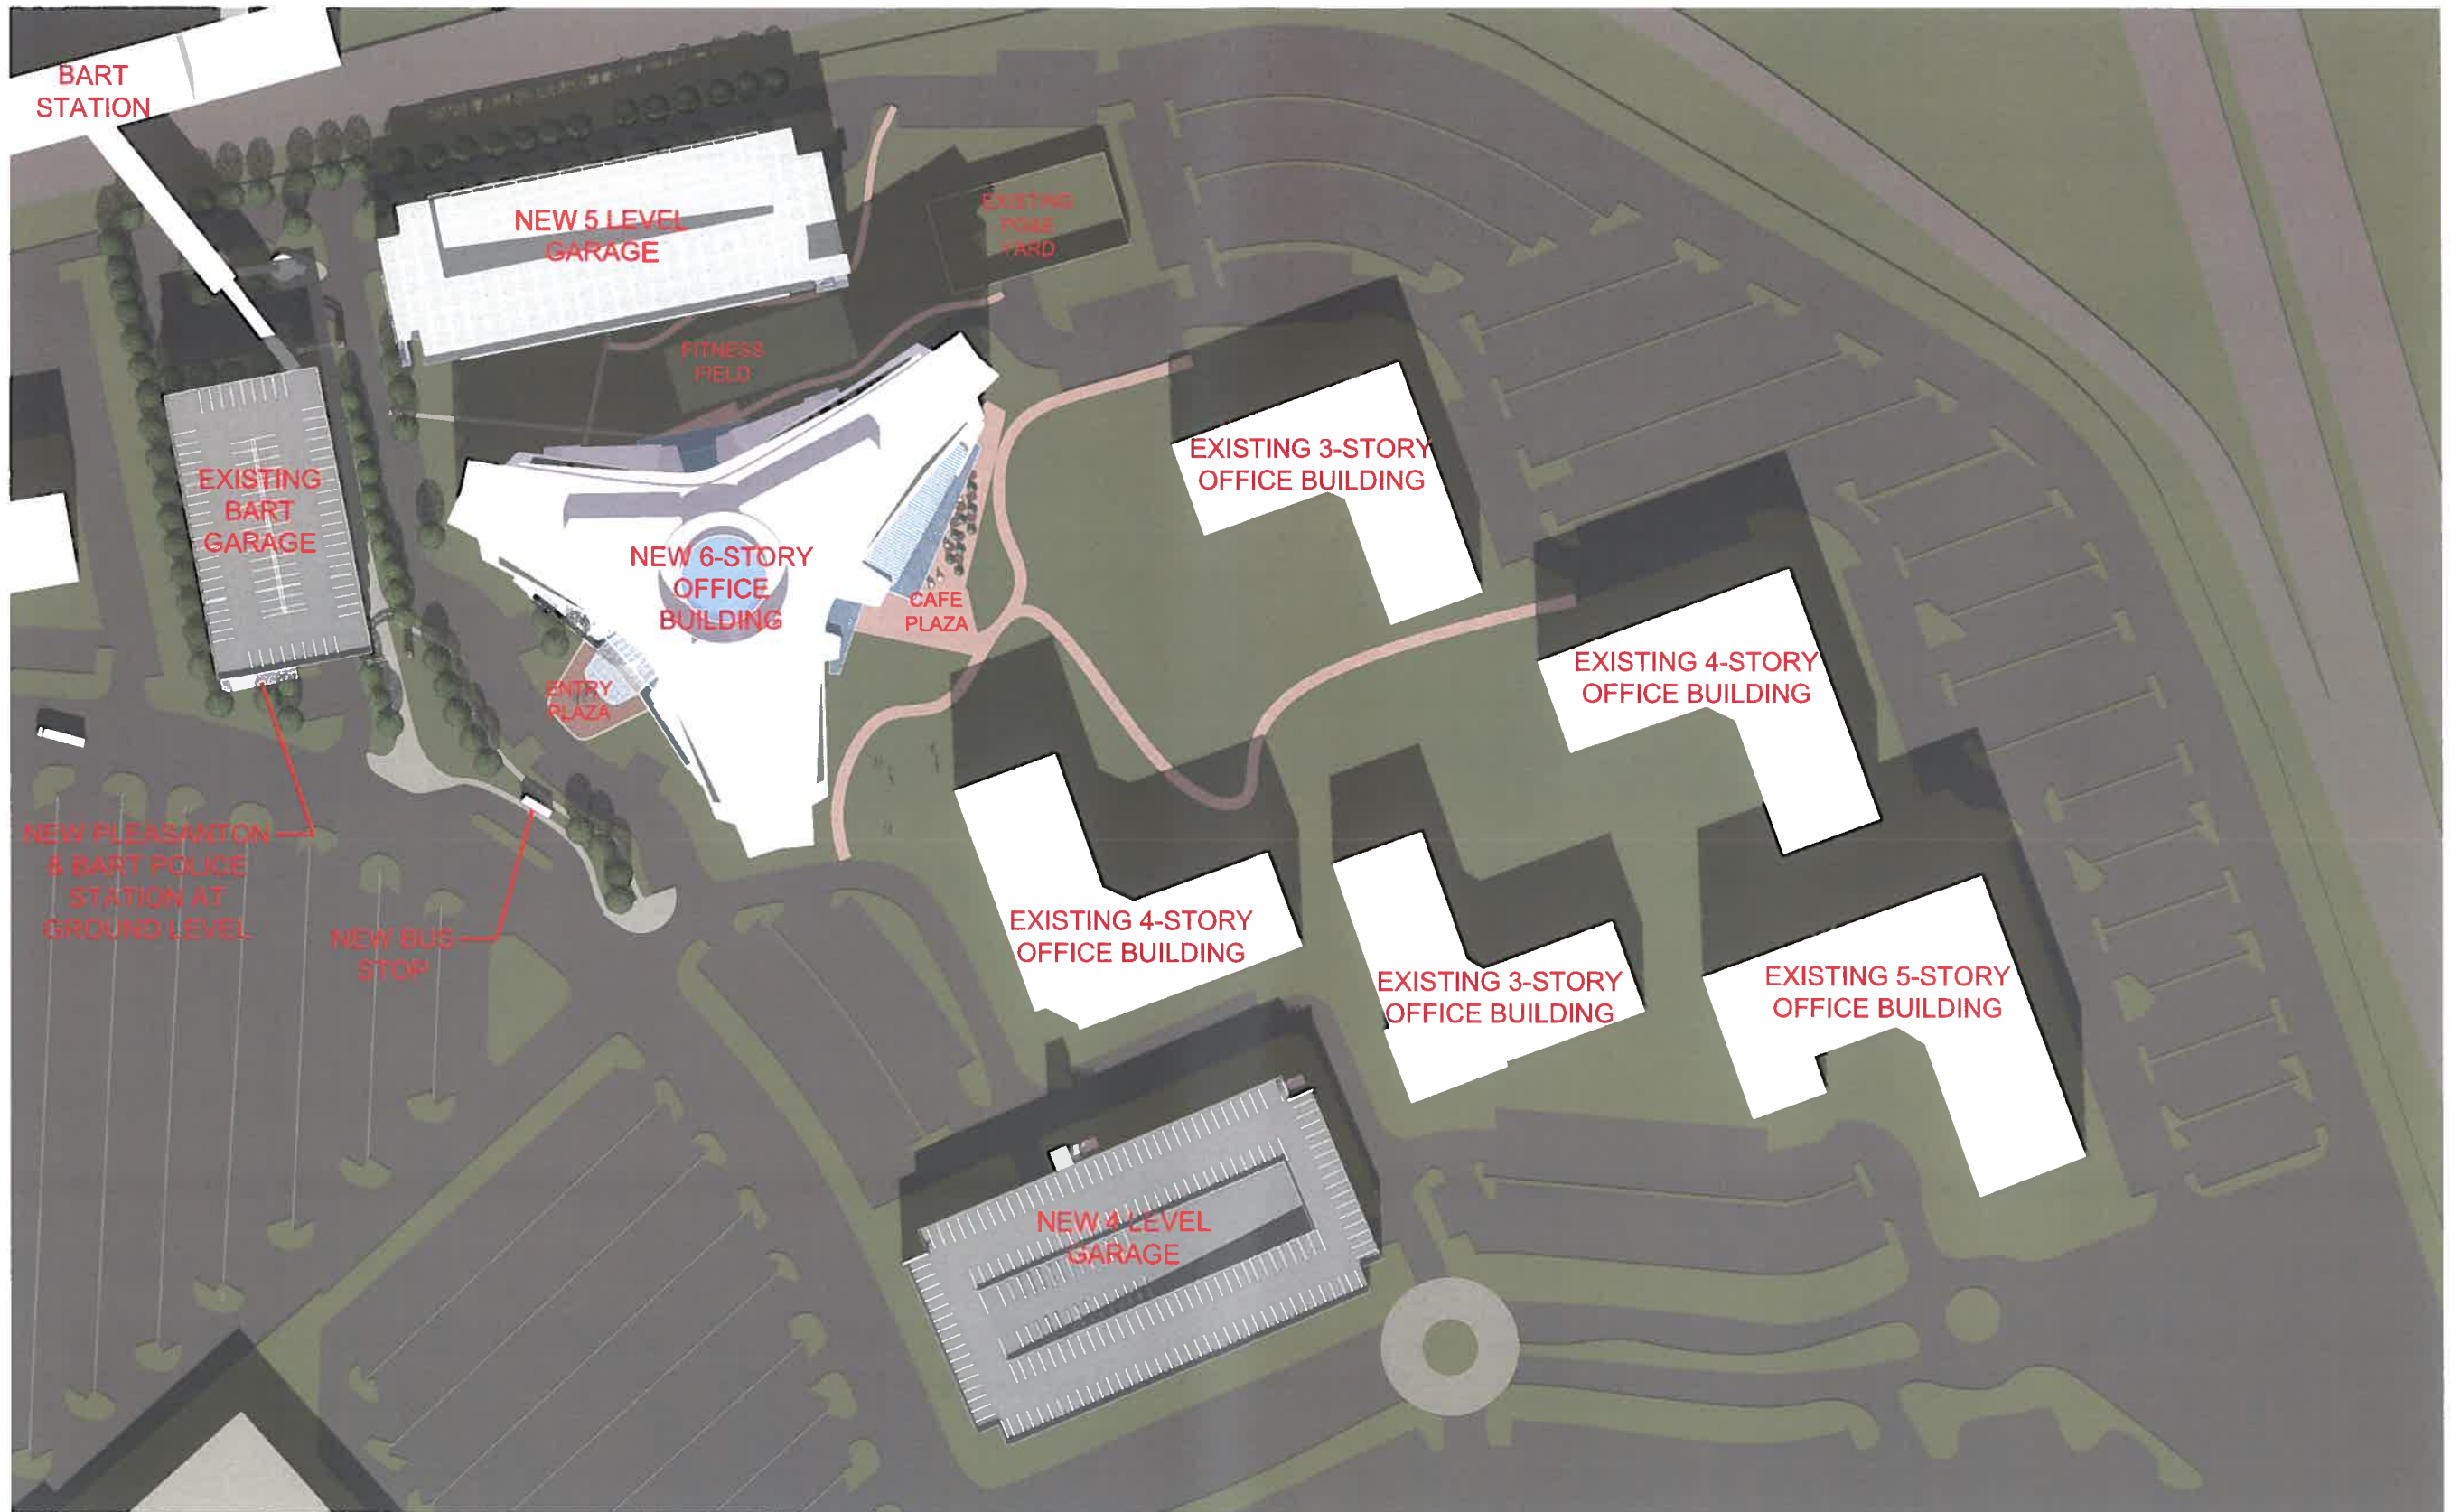 BART
STATION
NEW 5 LEVEL
GARAGE
EXISTING
PG&E
YARD
FITNESS
FIELD
EXISTING
BART
GARAGE
EXISTING 3-STORY
OFFICE BUILDING
NEW 6-STORY
OFFICE
BUILDING
CAFE
PLAZA
ENTRY
PLAZA
EXISTING 4-STORY
OFFICE BUILDING
NEW PLEASANTON
& BART POLICE
STATION AT
GROUND LEVEL
NEW BUS
STOP
EXISTING 4-STORY
OFFICE BUILDING
EXISTING 3-STORY
OFFICE BUILDING
EXISTING 5-STORY
OFFICE BUILDING
NEW 4 LEVEL
GARAGE